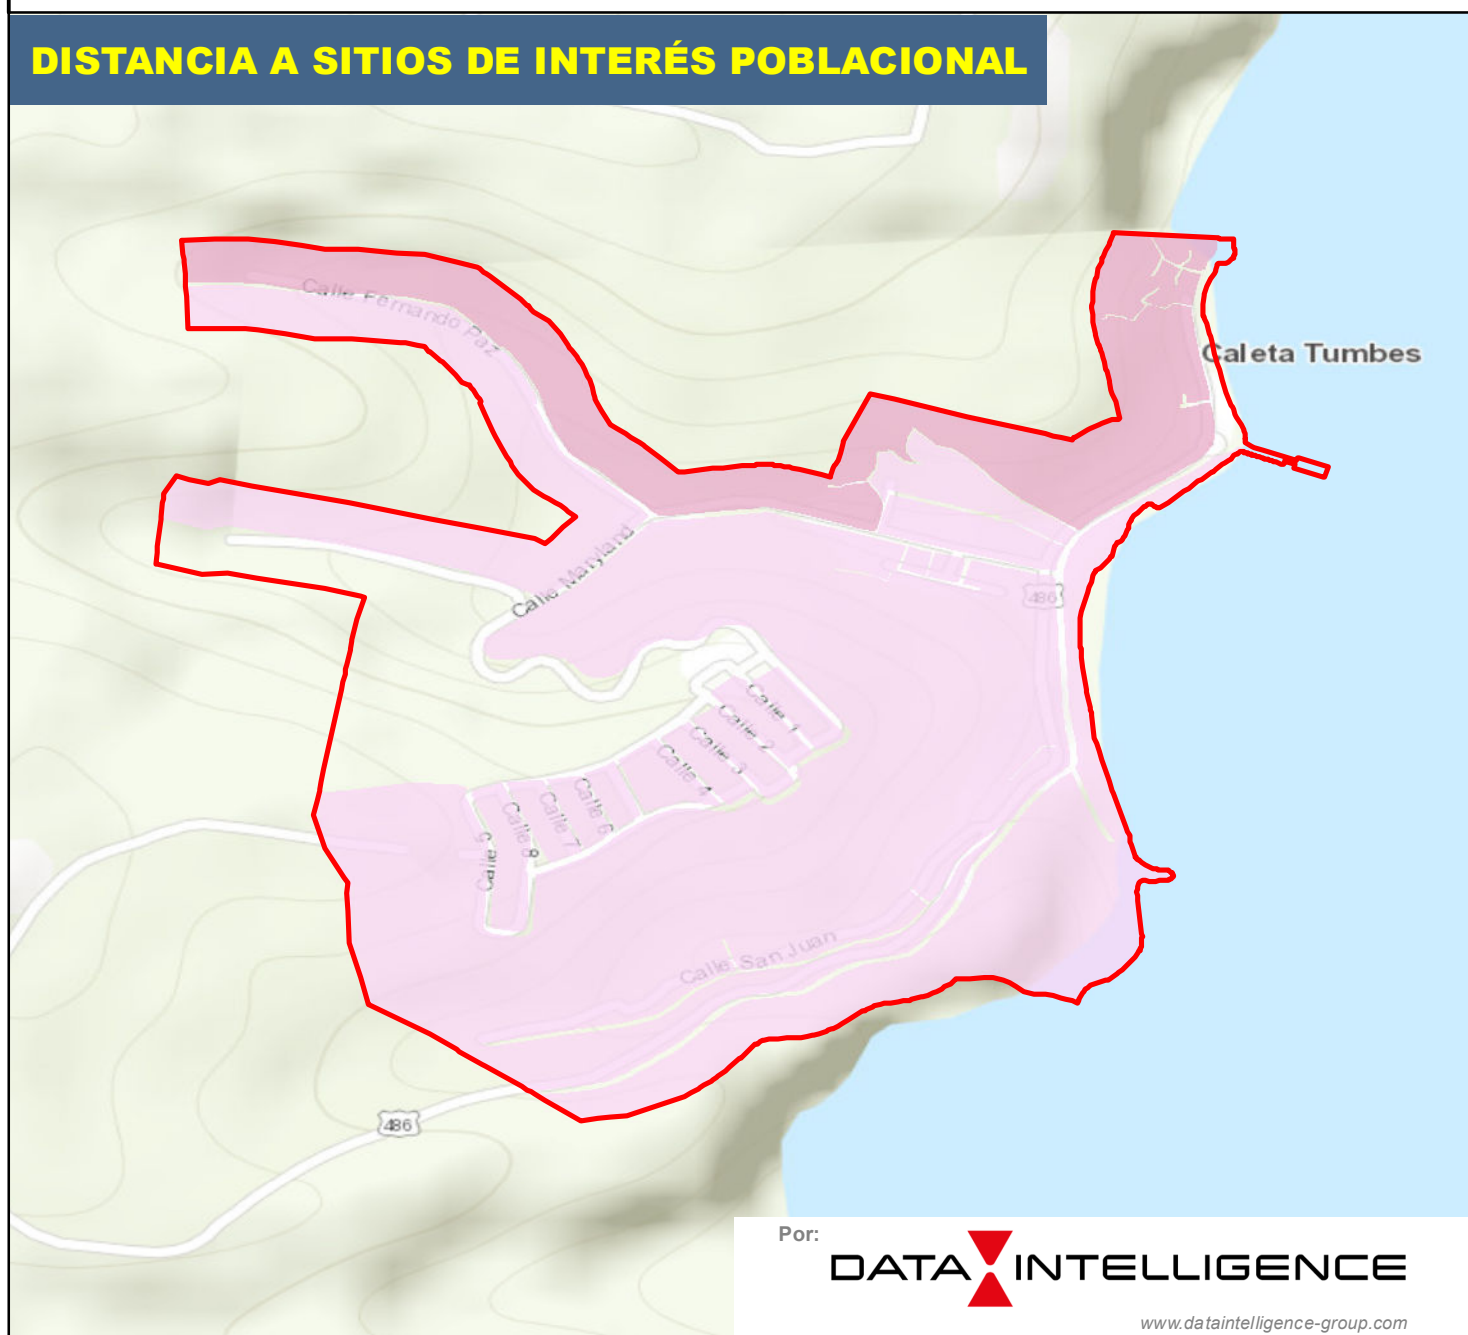 DISTANCIA A SITIOS DE INTERÉS POBLACIONAL
Calle Fernando Paz
Caleta Tumbes
Calle Maryland
486
Calle 1
Calle 2
Calle 3
Calle 4
Calle 6
Calle 7
Calle 8
Calle 9
Calle San Juan
486
Por:
DATA INTELLIGENCE
www.dataintelligence-group.com